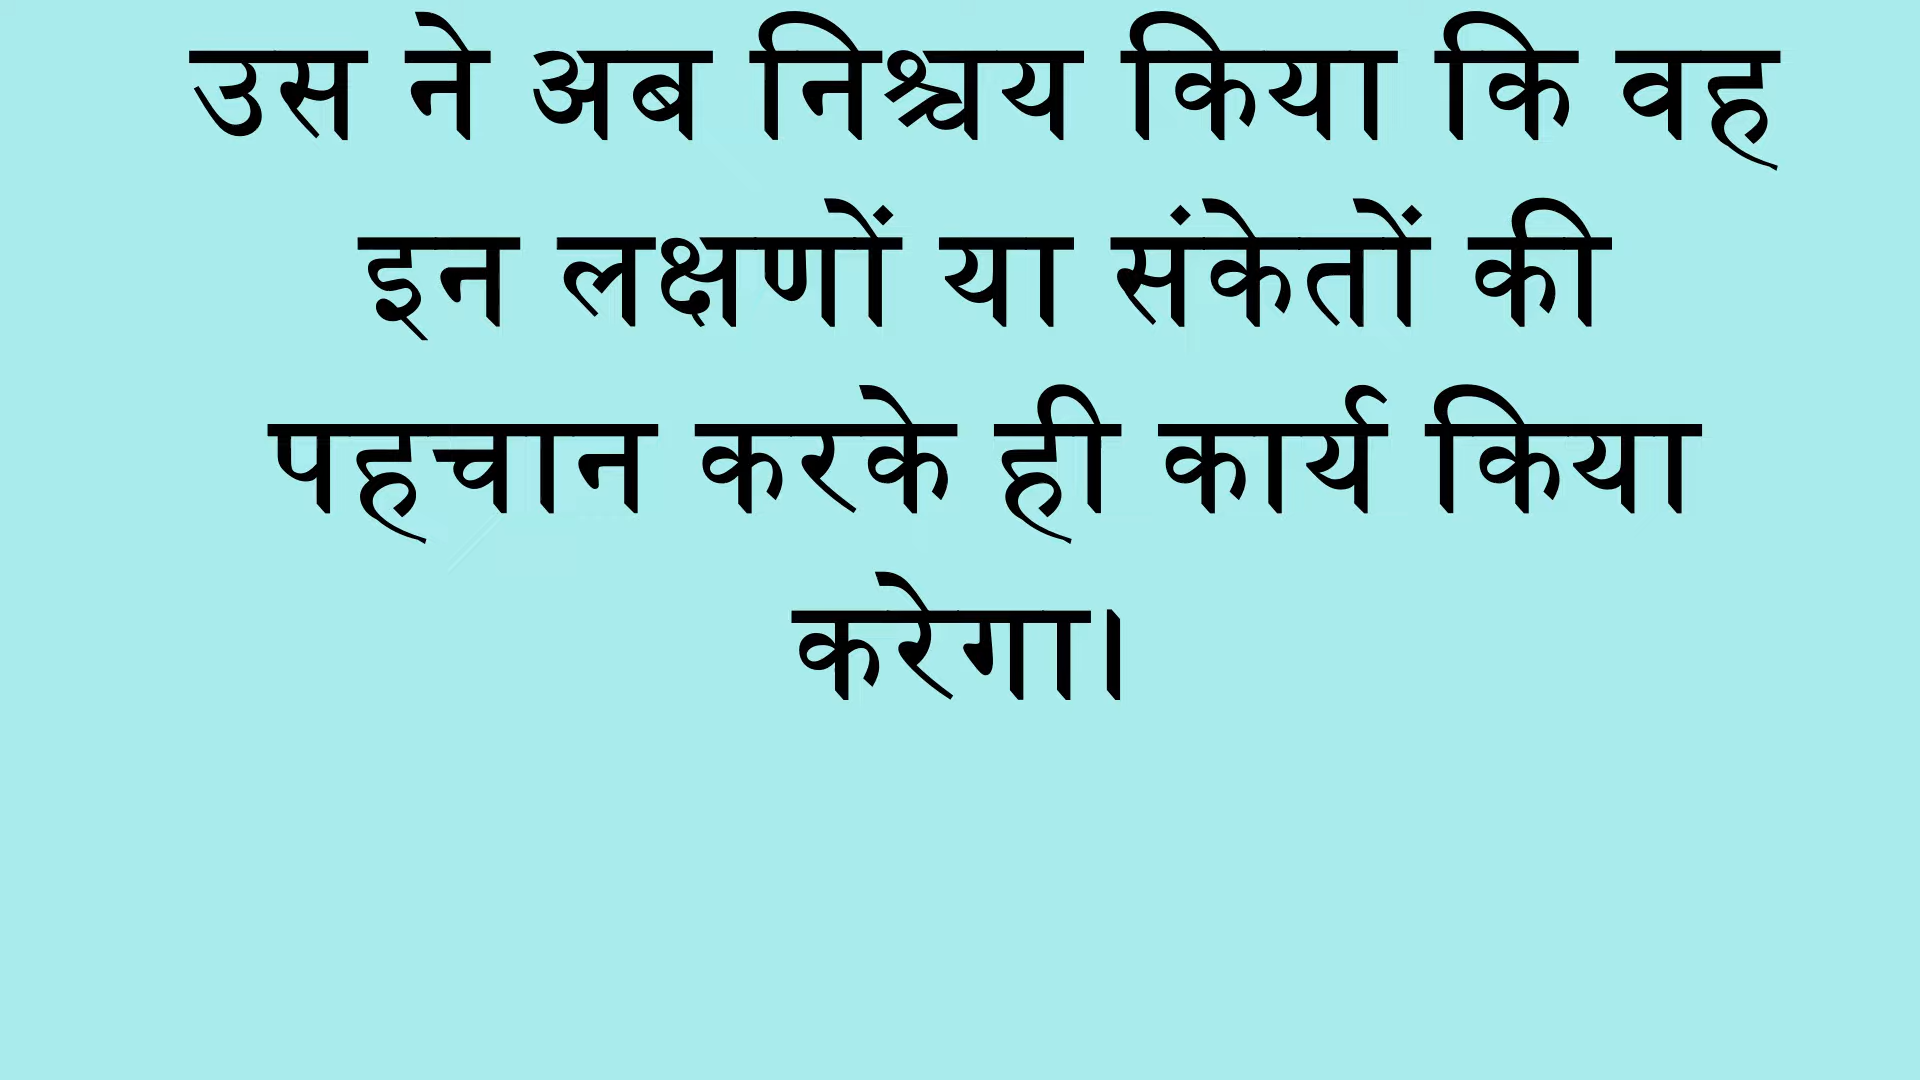 उस ने अब निश्चय किया कि वह
इन लक्षणों या संकेतों की
पहचान करके ही कार्य किया
करेगा।